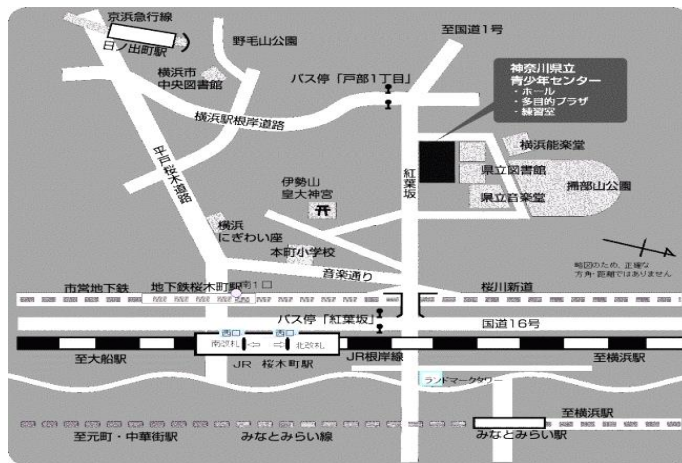 京浜急行線
日ノ出町駅
野毛山公園
至国道1号
横浜市
中央図書館
バス停「戸部1丁目」
神奈川県立
青少年センター
・ホール
・多目的プラザ
・練習室
横浜駅根岸道路
平戸桜木道路
紅葉坂
横浜能楽堂
県立図書館
掃部山公園
県立音楽堂
伊勢山
皇大神宮
横浜
にぎわい座
本町小学校
音楽通り
略図のため、正確な
方角・距離ではありません
市営地下鉄
地下鉄桜木町駅
南1口
桜川新道
バス停「紅葉坂」
国道16号
西口
西口
南改札
⇔
⇒
北改札
至大船駅
JR 桜木町駅
JR根岸線
至横浜駅
ランドマークタワー
至横浜駅
至元町・中華街駅
みなとみらい線
みなとみらい駅